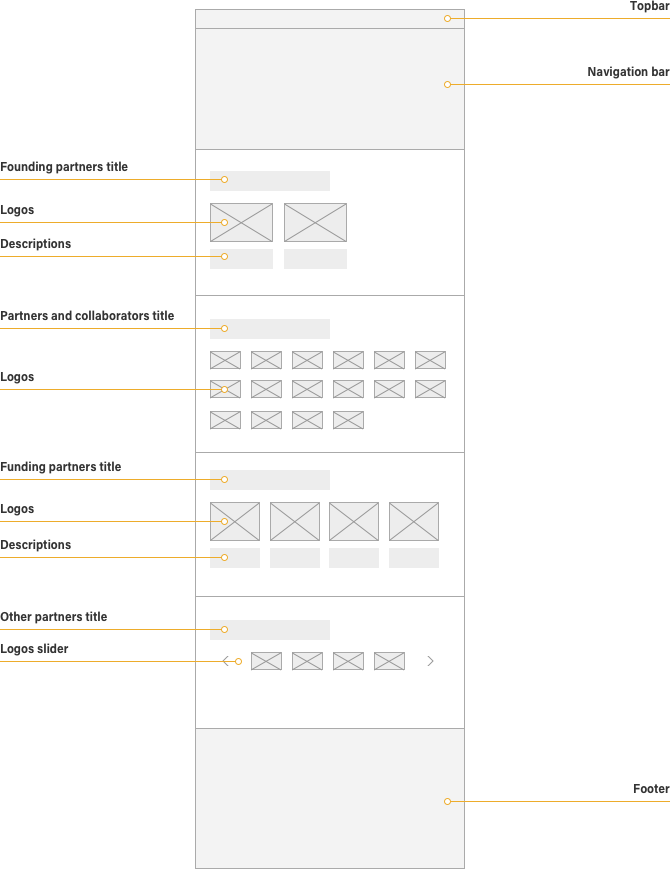 Topbar
Navigation bar
Founding partners title
Logos
Descriptions
Partners and collaborators title
Logos
Funding partners title
Logos
Descriptions
Other partners title
Logos slider
Footer